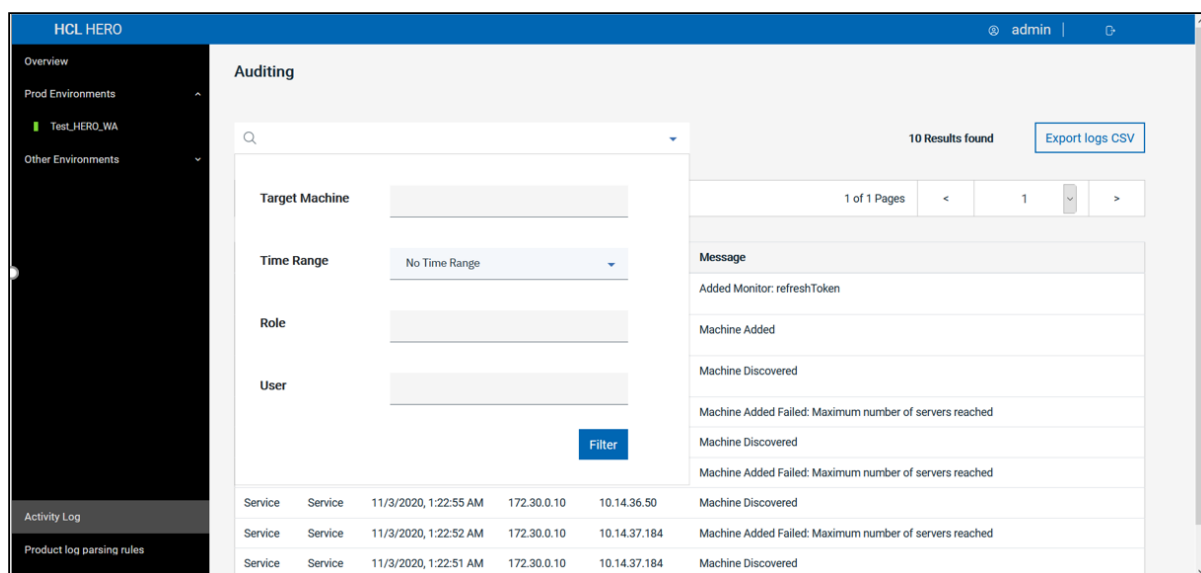 HCL HERO
admin
Overview
Prod Environments
Test_HERO_WA
Other Environments
Activity Log
Product log parsing rules
Auditing
10 Results found
Export logs CSV
Target Machine
Time Range No Time Range
Role
User
Filter
1 of 1 Pages < 1 >
Message
Added Monitor: refreshToken
Machine Added
Machine Discovered
Machine Added Failed: Maximum number of servers reached
Machine Discovered
Machine Added Failed: Maximum number of servers reached
Service Service 11/3/2020, 1:22:55 AM 172.30.0.10 10.14.36.50 Machine Discovered
Service Service 11/3/2020, 1:22:52 AM 172.30.0.10 10.14.37.184 Machine Added Failed: Maximum number of servers reached
Service Service 11/3/2020, 1:22:51 AM 172.30.0.10 10.14.37.184 Machine Discovered